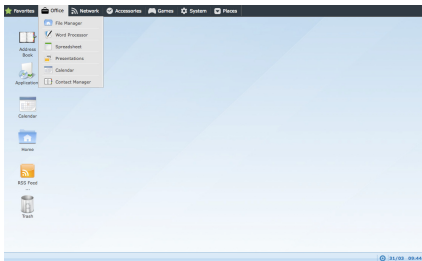 Favorites Office Network Accessories Games System Places
File Manager
Word Processor
Spreadsheet
Presentations
Calendar
Contact Manager
Address
Book
Application
Calendar
Home
RSS Feed
...
Trash
31/03 09:44